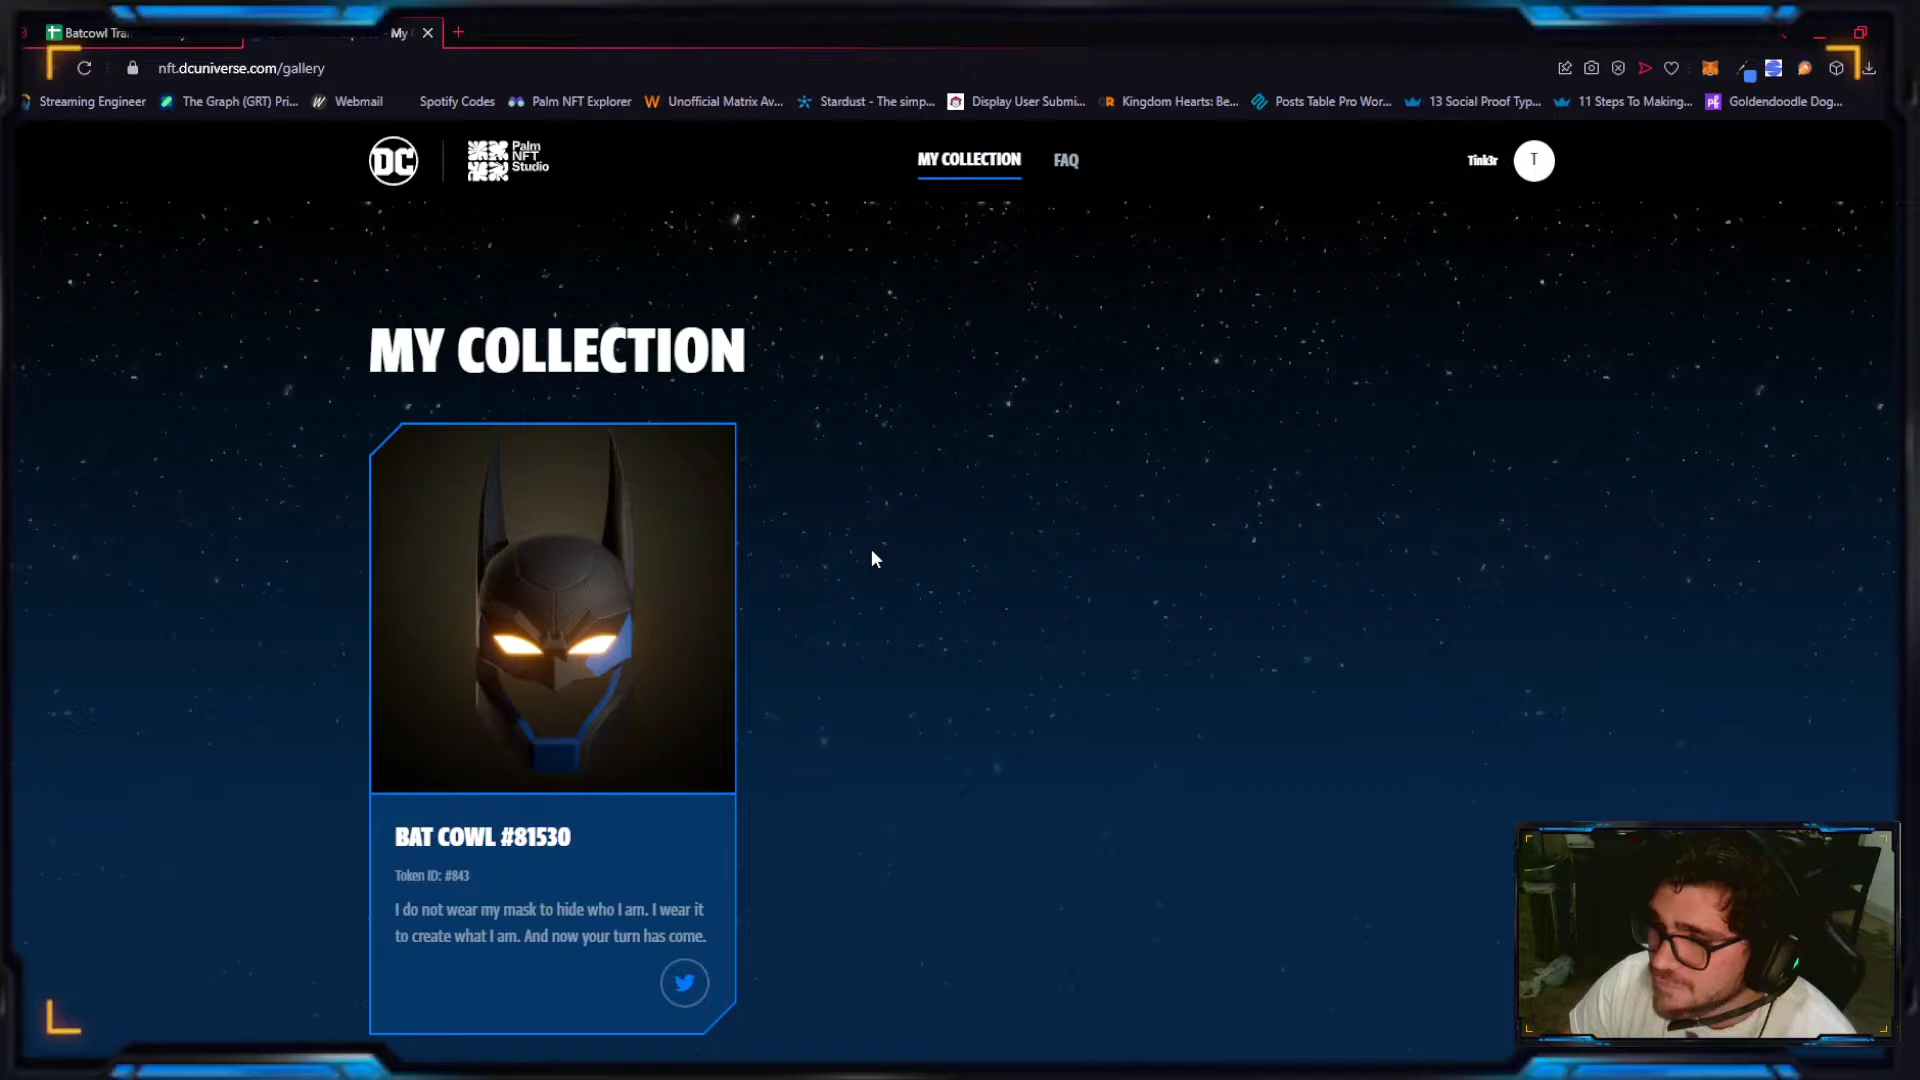 Batcowl Tra
My
nft.dcuniverse.com/gallery
Streaming Engineer
The Graph (GRT) Pri...
Webmail
Spotify Codes
Palm NFT Explorer
Unofficial Matrix Av...
Stardust - The simp...
Display User Submi...
Kingdom Hearts: Be...
Posts Table Pro Wor...
13 Social Proof Typ...
11 Steps To Making...
Goldendoodle Dog...
DC
Palm
NFT
Studio
MY COLLECTION
FAQ
Tink3r
T
MY COLLECTION
BAT COWL #81530
Token ID: #843
I do not wear my mask to hide who I am. I wear it
to create what I am. And now your turn has come.